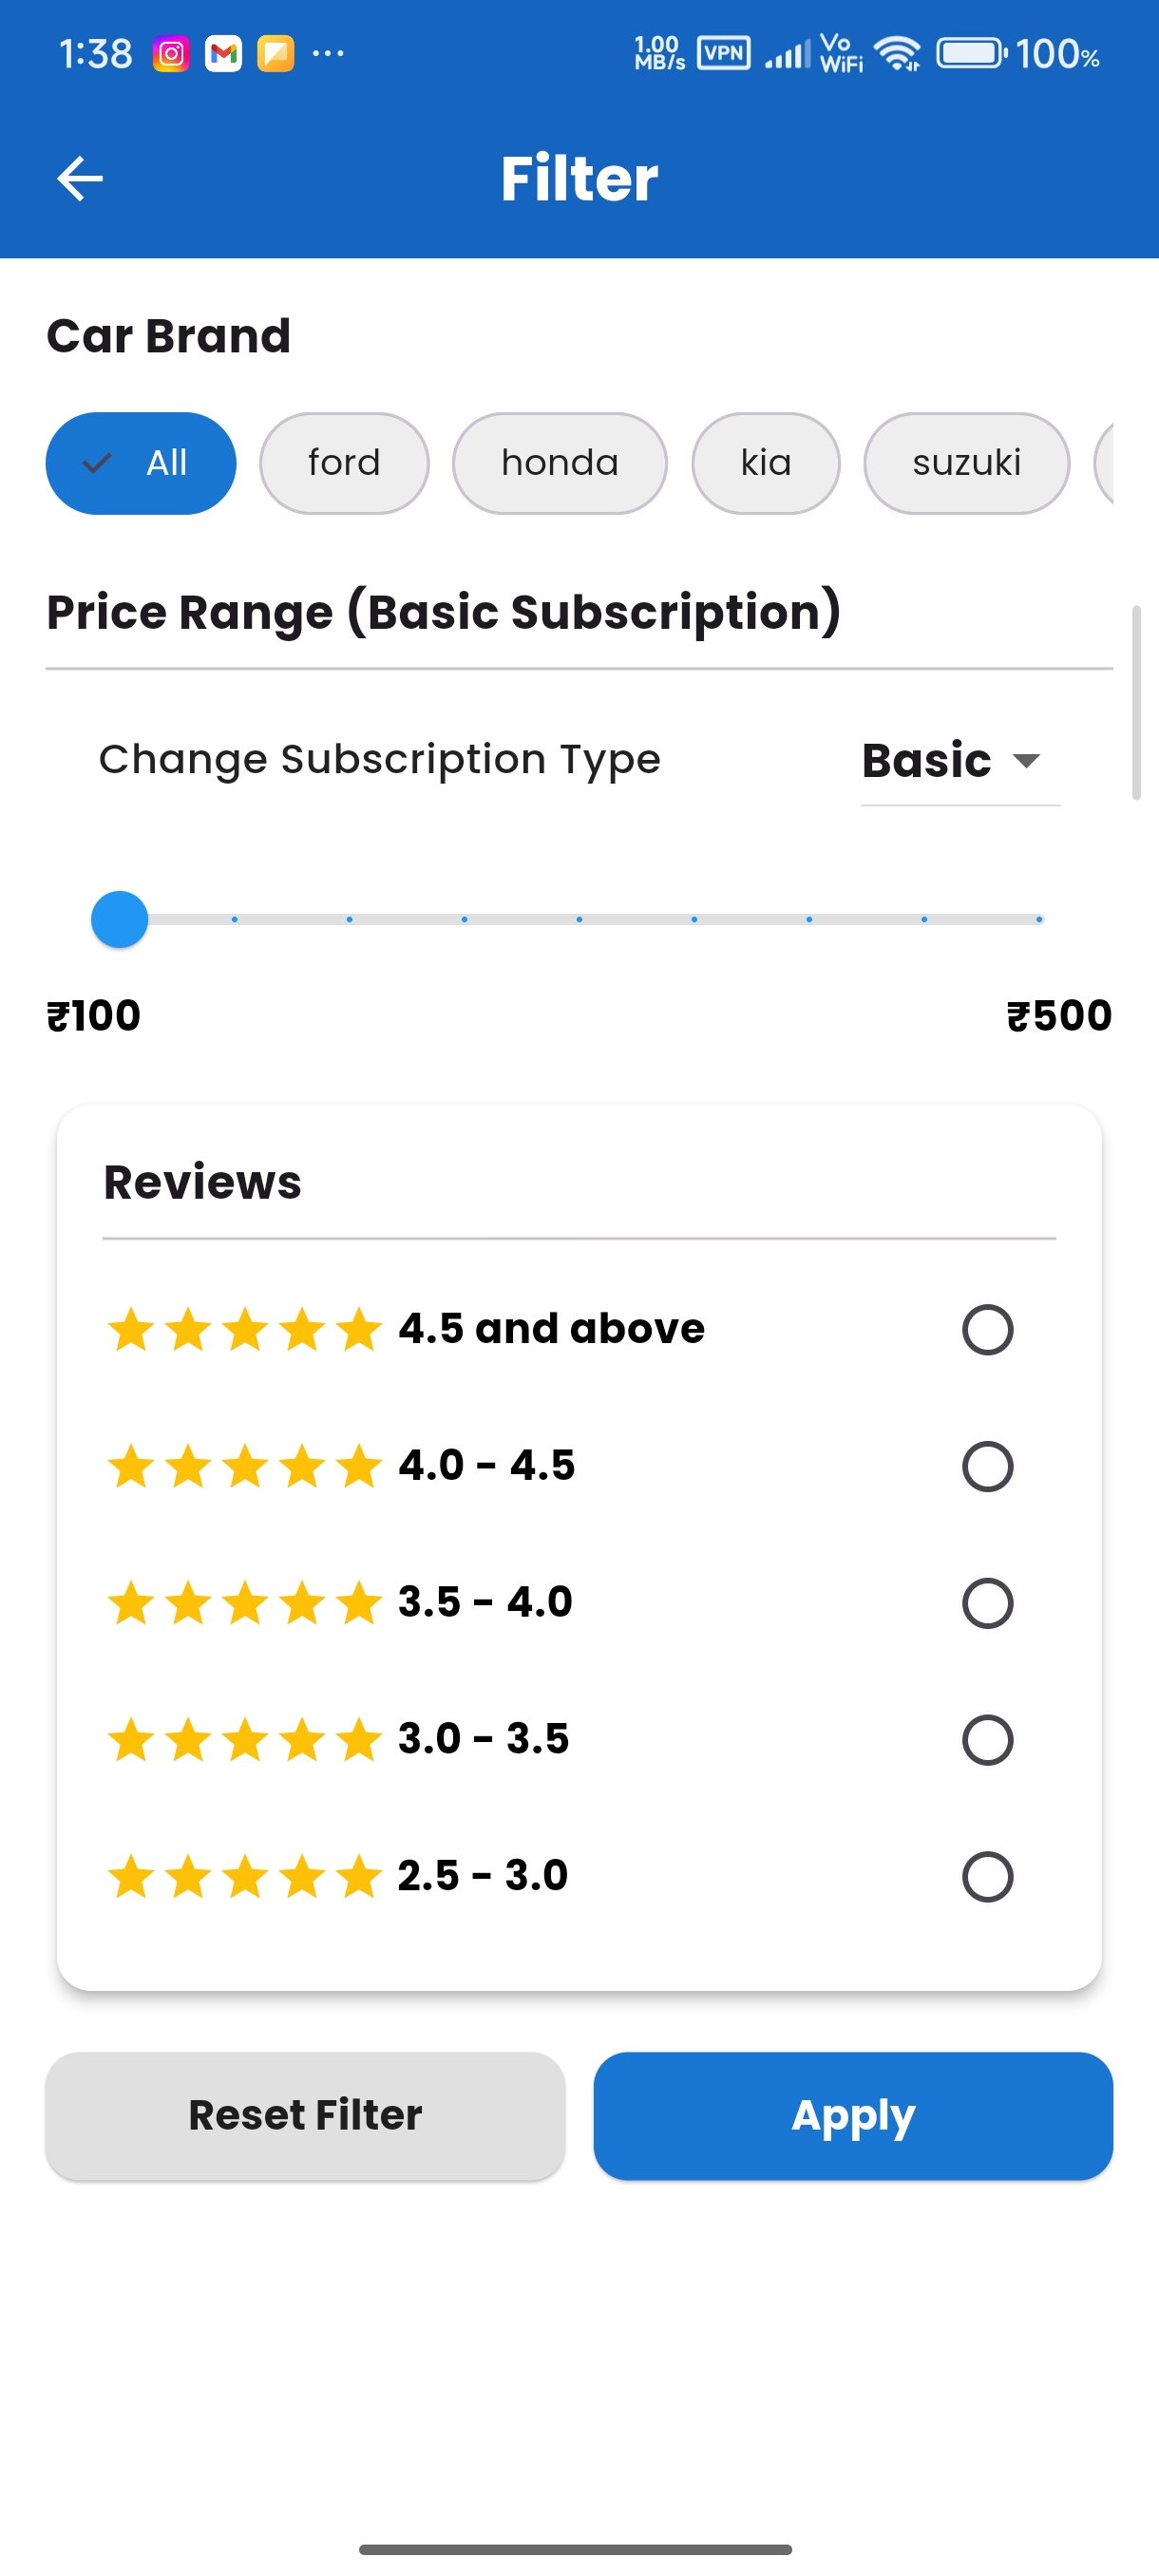 1:38 ... 1.00 MB/s VPN Vo WiFi 100%
Filter
Car Brand
All ford honda kia suzuki
Price Range (Basic Subscription)
Change Subscription Type Basic
₹100 ₹500
Reviews
4.5 and above
4.0 - 4.5
3.5 - 4.0
3.0 - 3.5
2.5 - 3.0
Reset Filter Apply